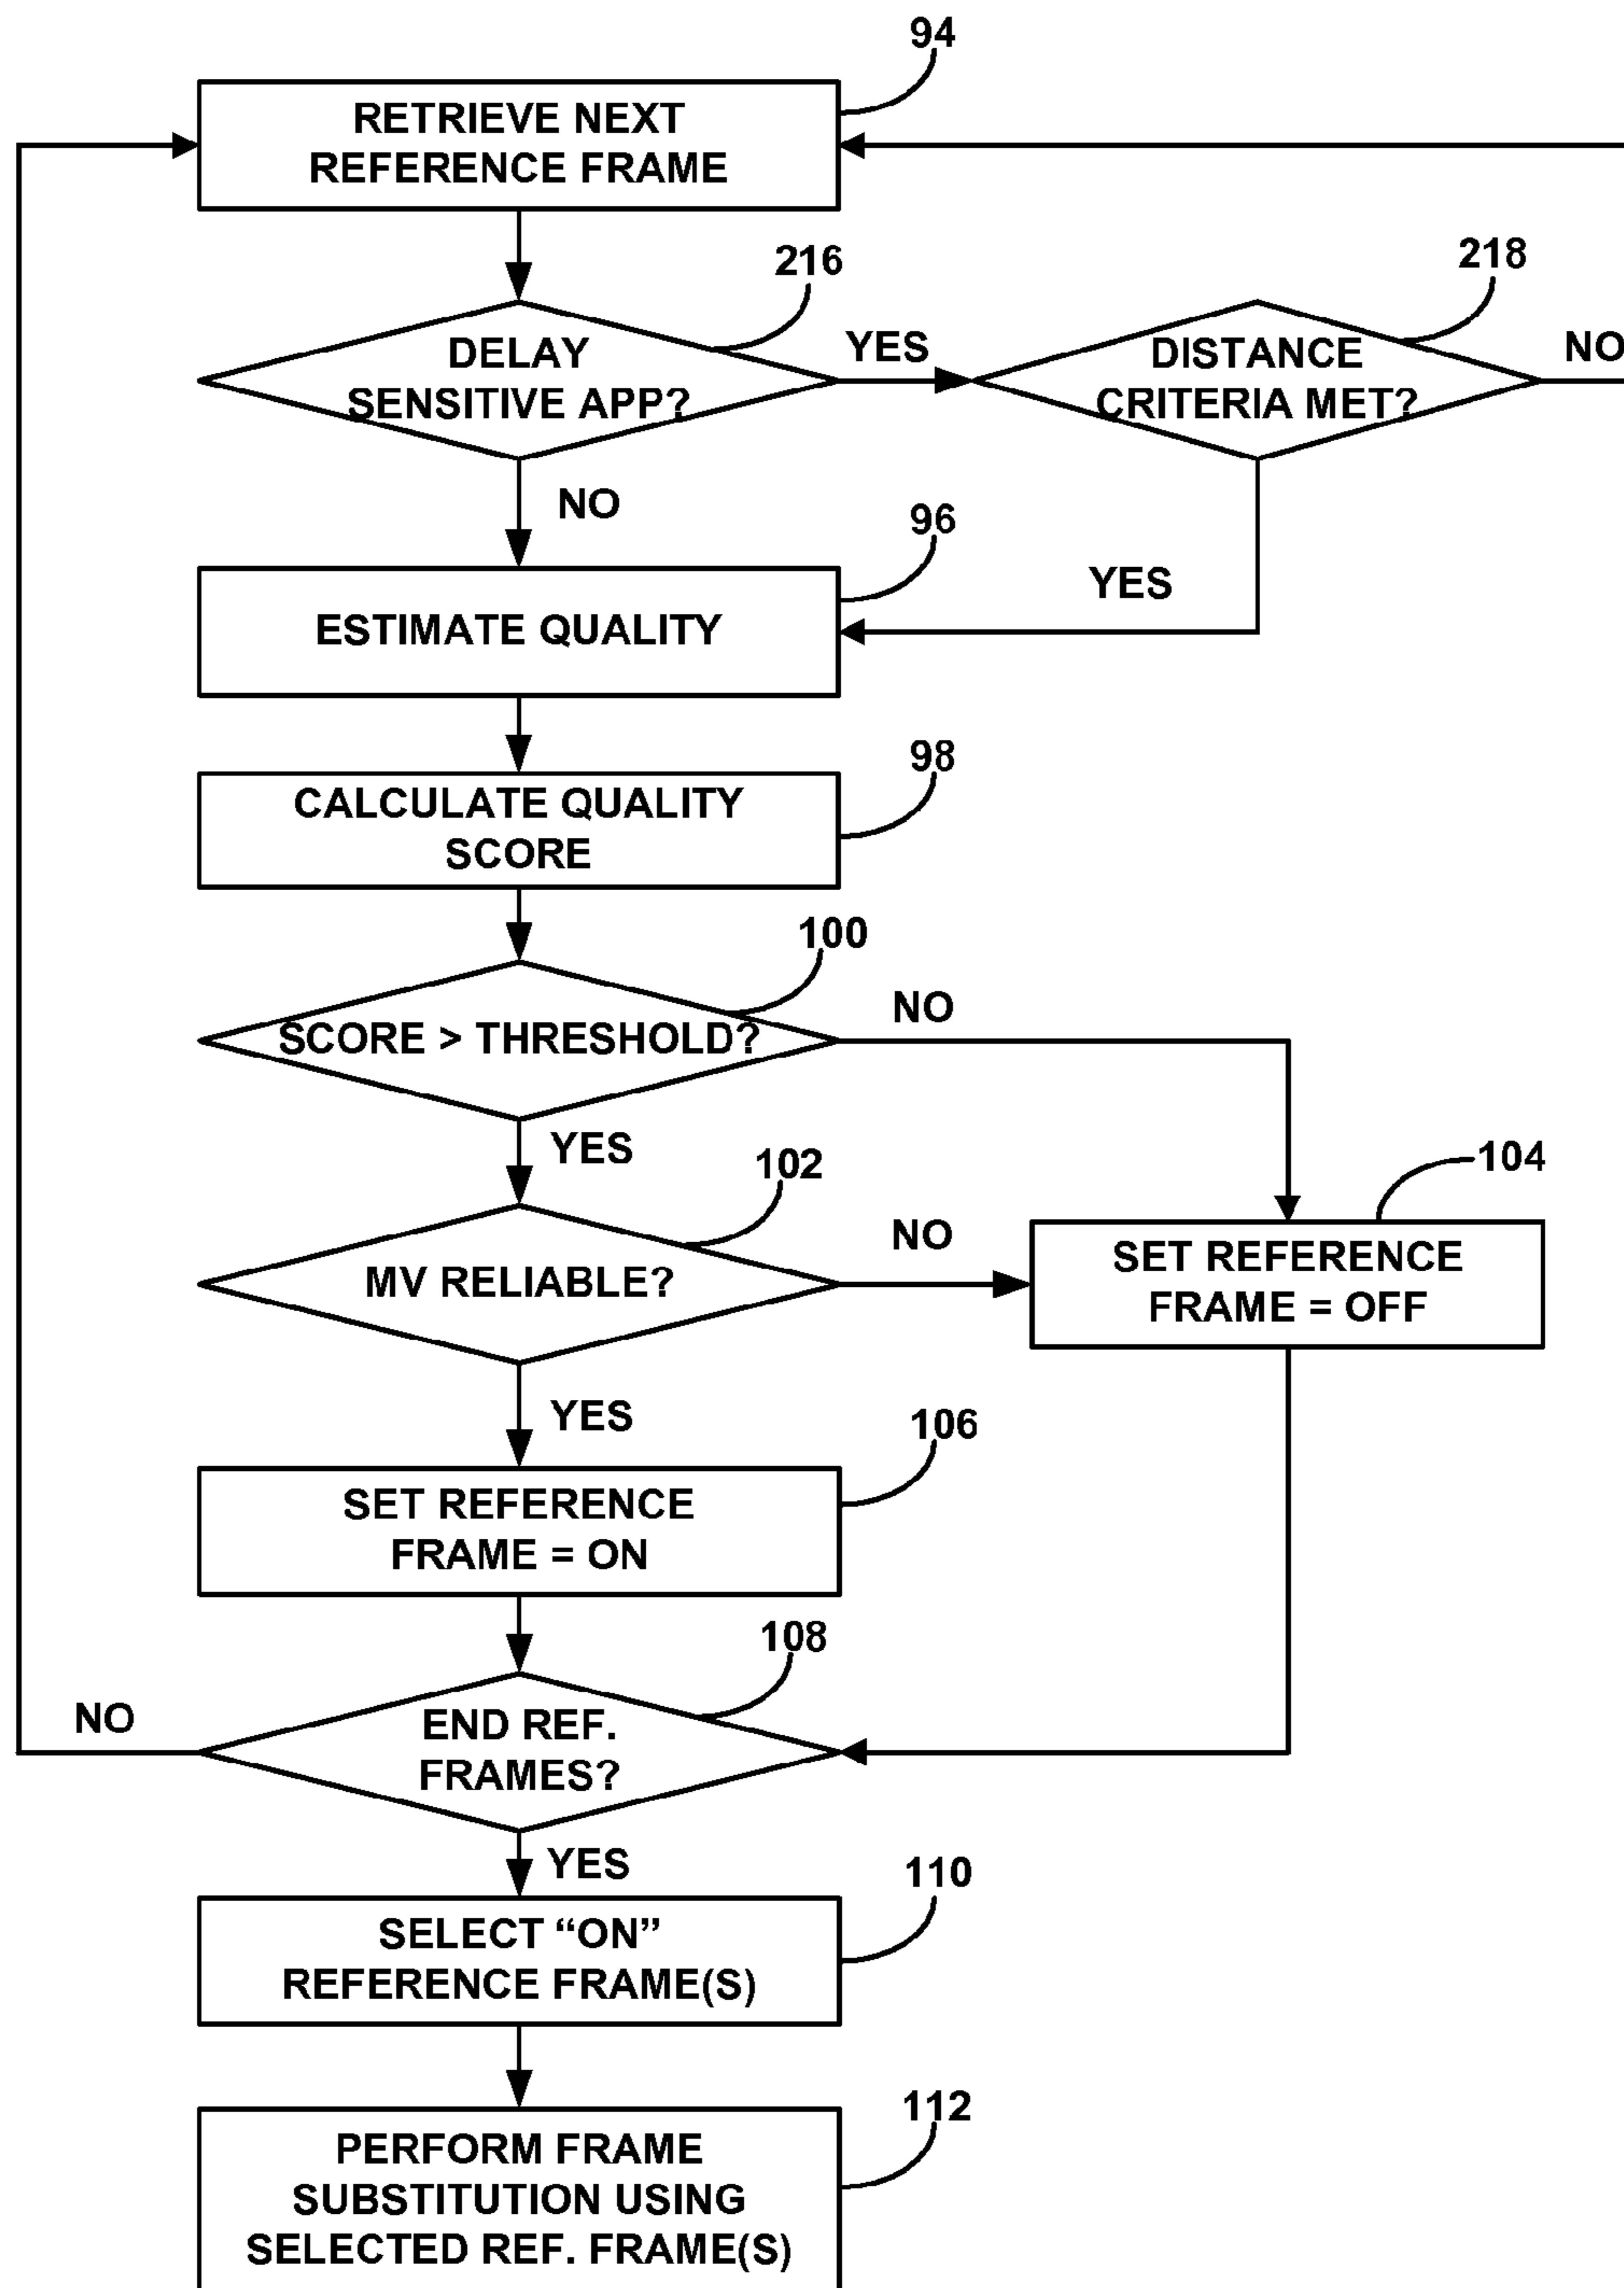 94
RETRIEVE NEXT
REFERENCE FRAME
216
218
DELAY
SENSITIVE APP?
YES
DISTANCE
CRITERIA MET?
NO
NO
96
YES
ESTIMATE QUALITY
98
CALCULATE QUALITY
SCORE
100
NO
SCORE > THRESHOLD?
YES
102
104
NO
MV RELIABLE?
SET REFERENCE
FRAME = OFF
YES
106
SET REFERENCE
FRAME = ON
108
NO
END REF.
FRAMES?
YES
110
SELECT “ON”
REFERENCE FRAME(S)
112
PERFORM FRAME
SUBSTITUTION USING
SELECTED REF. FRAME(S)